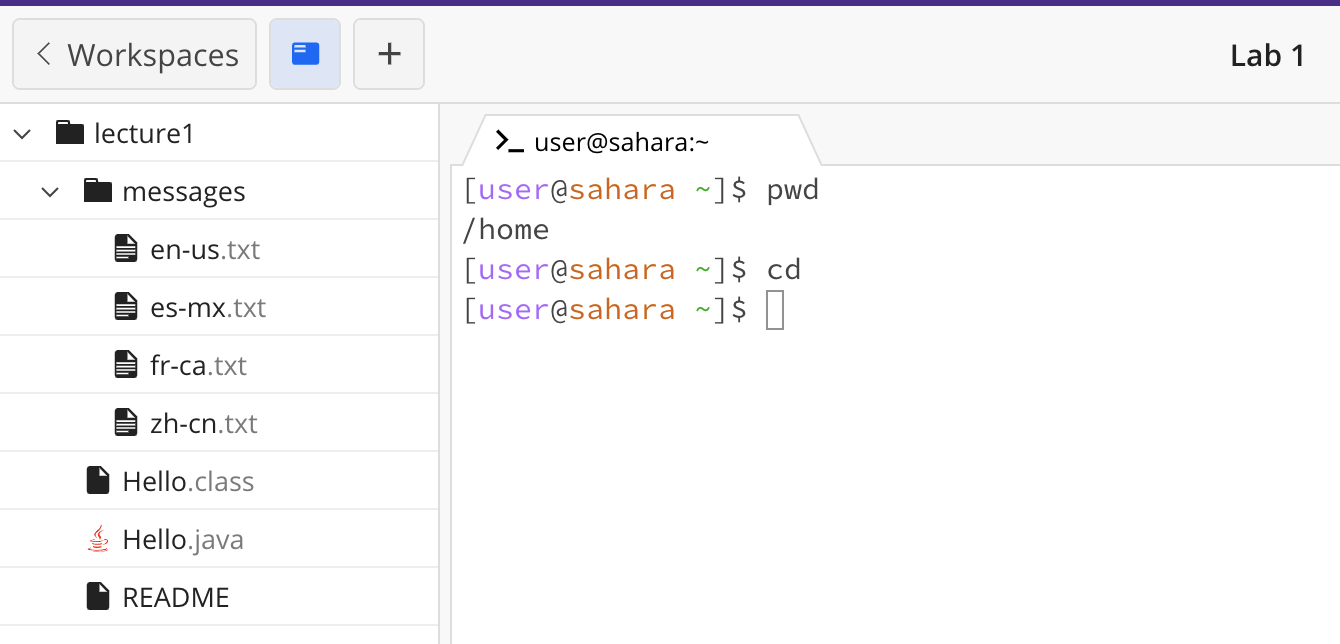 Workspaces
Lab 1
lecture1
messages
en-us.txt
es-mx.txt
fr-ca.txt
zh-cn.txt
Hello.class
Hello.java
README
user@sahara:~
[user@sahara ~]$ pwd
/home
[user@sahara ~]$ cd
[user@sahara ~]$